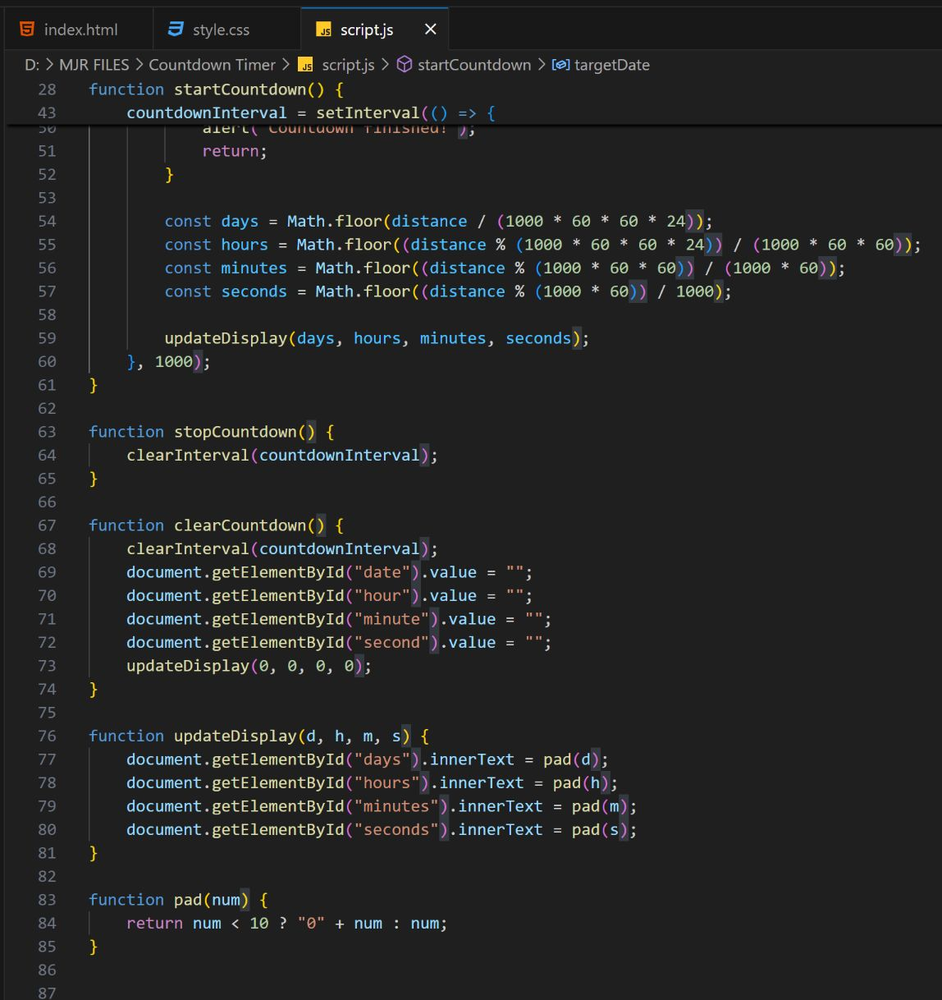 index.html style.css JS script.js ×
D: > MJR FILES > Countdown Timer > JS script.js > startCountdown > targetDate
28 function startCountdown() {
43 countdownInterval = setInterval(() => {
50 alert("Countdown finished!");
51 return;
52 }
53
54 const days = Math.floor(distance / (1000 * 60 * 60 * 24));
55 const hours = Math.floor((distance % (1000 * 60 * 60 * 24)) / (1000 * 60 * 60));
56 const minutes = Math.floor((distance % (1000 * 60 * 60)) / (1000 * 60));
57 const seconds = Math.floor((distance % (1000 * 60)) / 1000);
58
59 updateDisplay(days, hours, minutes, seconds);
60 }, 1000);
61 }
62
63 function stopCountdown() {
64 clearInterval(countdownInterval);
65 }
66
67 function clearCountdown() {
68 clearInterval(countdownInterval);
69 document.getElementById("date").value = "";
70 document.getElementById("hour").value = "";
71 document.getElementById("minute").value = "";
72 document.getElementById("second").value = "";
73 updateDisplay(0, 0, 0, 0);
74 }
75
76 function updateDisplay(d, h, m, s) {
77 document.getElementById("days").innerText = pad(d);
78 document.getElementById("hours").innerText = pad(h);
79 document.getElementById("minutes").innerText = pad(m);
80 document.getElementById("seconds").innerText = pad(s);
81 }
82
83 function pad(num) {
84 return num < 10 ? "0" + num : num;
85 }
86
87